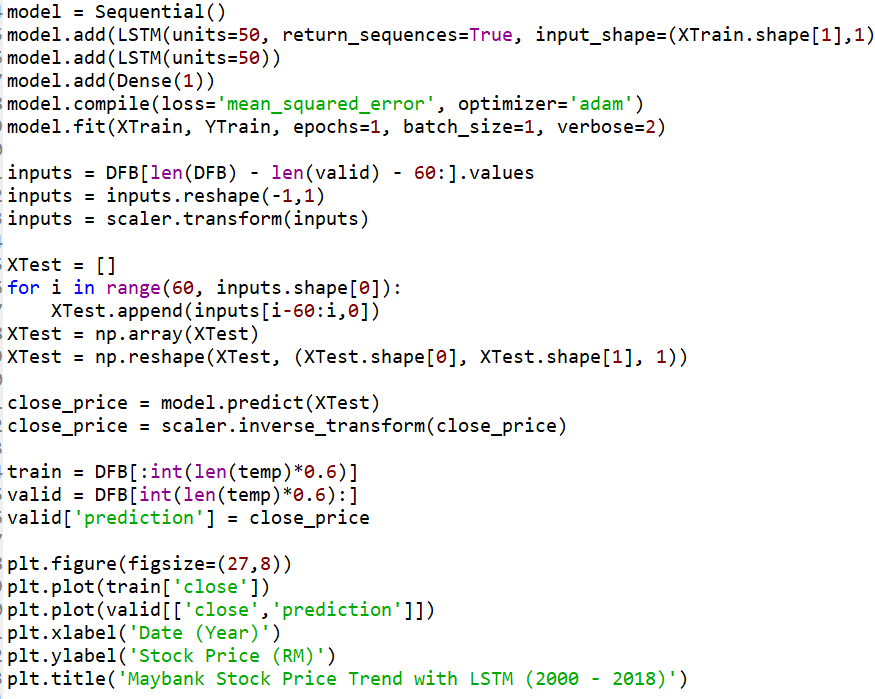 model = Sequential()
model.add(LSTM(units=50, return_sequences=True, input_shape=(XTrain.shape[1],1)
model.add(LSTM(units=50))
model.add(Dense(1))
model.compile(loss='mean_squared_error', optimizer='adam')
model.fit(XTrain, YTrain, epochs=1, batch_size=1, verbose=2)
inputs = DFB[len(DFB) - len(valid) - 60:].values
inputs = inputs.reshape(-1,1)
inputs = scaler.transform(inputs)
XTest = []
for i in range(60, inputs.shape[0]):
    XTest.append(inputs[i-60:i,0])
XTest = np.array(XTest)
XTest = np.reshape(XTest, (XTest.shape[0], XTest.shape[1], 1))
close_price = model.predict(XTest)
close_price = scaler.inverse_transform(close_price)
train = DFB[:int(len(temp)*0.6)]
valid = DFB[int(len(temp)*0.6):]
valid['prediction'] = close_price
plt.figure(figsize=(27,8))
plt.plot(train['close'])
plt.plot(valid[['close','prediction']])
plt.xlabel('Date (Year)')
plt.ylabel('Stock Price (RM)')
plt.title('Maybank Stock Price Trend with LSTM (2000 - 2018)')